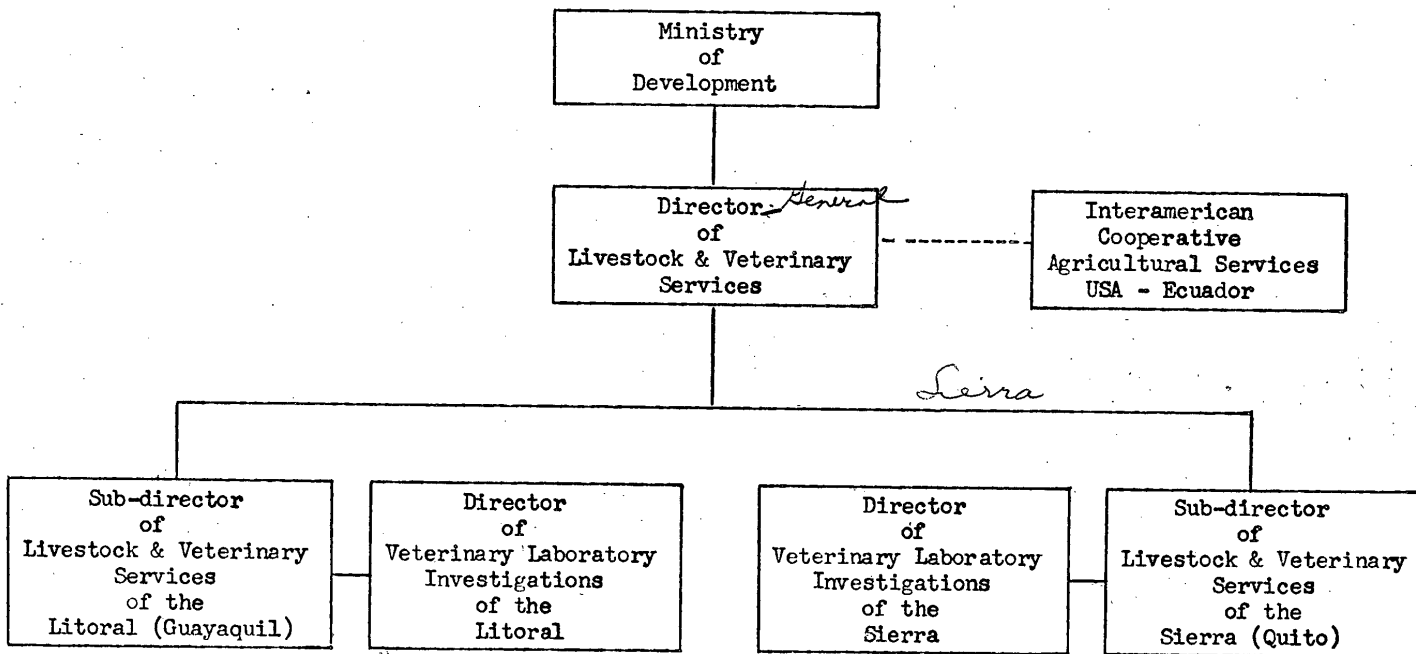 Ministry
of
Development
Director- General
of
Livestock & Veterinary
Services
Interamerican
Cooperative
Agricultural Services
USA - Ecuador
Sierra
Sub-director
of
Livestock & Veterinary
Services
of the
Litoral (Guayaquil)
Director
of
Veterinary Laboratory
Investigations
of the
Litoral
Director
of
Veterinary Laboratory
Investigations
of the
Sierra
Sub-director
of
Livestock & Veterinary
Services
of the
Sierra (Quito)